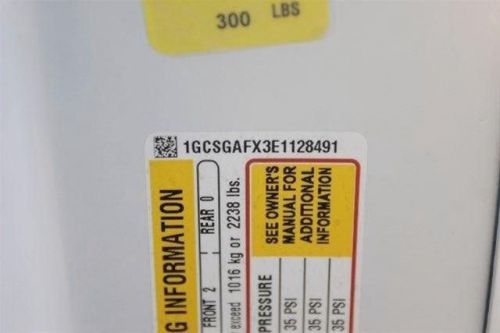 300 LBS
1GCSGAFX3E1128491
SEE OWNER'S
MANUAL FOR
ADDITIONAL
INFORMATION
G INFORMATION
FRONT 2 REAR 0
exceed 1016 kg or 2238 lbs.
PRESSURE
35 PSI
35 PSI
35 PSI